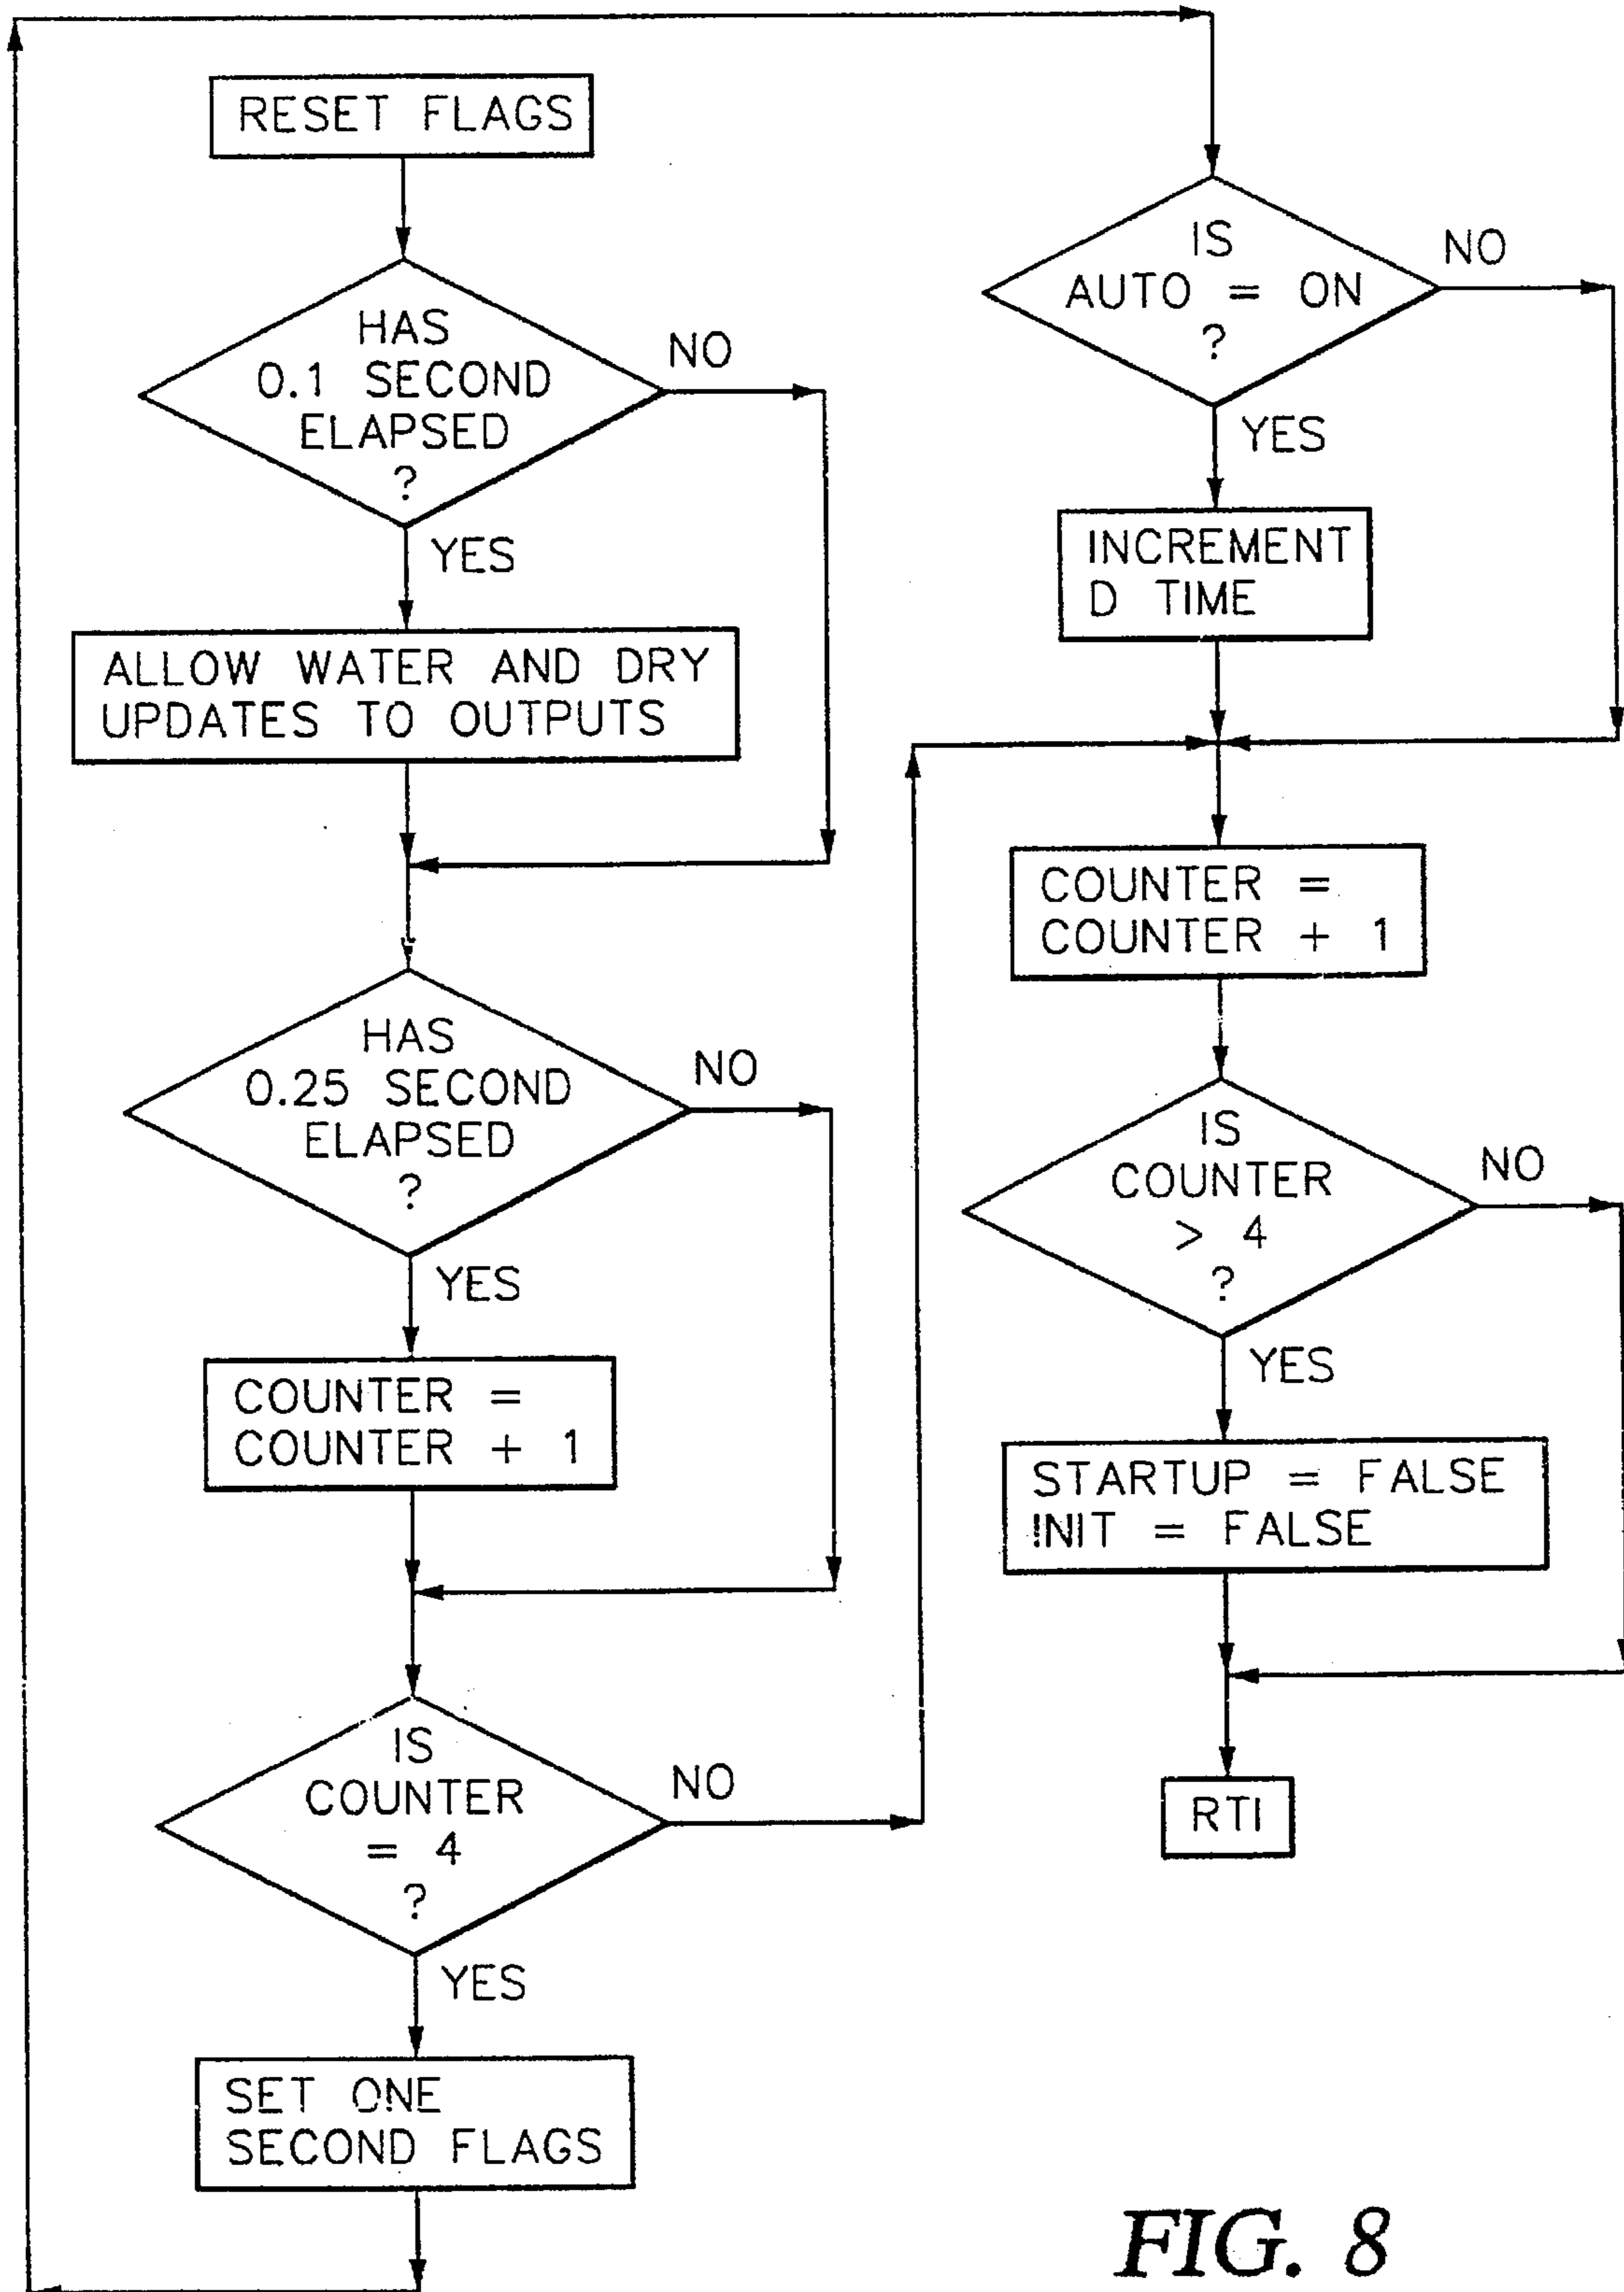 RESET FLAGS
HAS
0.1 SECOND
ELAPSED
?
NO
YES
ALLOW WATER AND DRY
UPDATES TO OUTPUTS
HAS
0.25 SECOND
ELAPSED
?
NO
YES
COUNTER =
COUNTER + 1
IS
COUNTER
= 4
?
NO
YES
SET ONE
SECOND FLAGS
IS
AUTO = ON
?
NO
YES
INCREMENT
D TIME
COUNTER =
COUNTER + 1
IS
COUNTER
> 4
?
NO
YES
STARTUP = FALSE
INIT = FALSE
RTI
FIG. 8